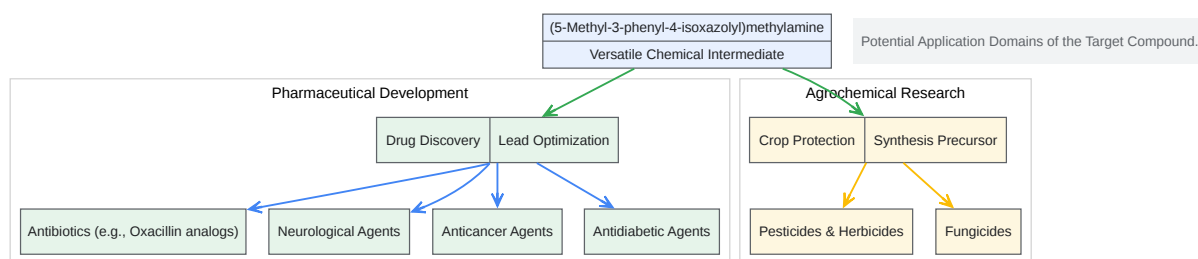 (5-Methyl-3-phenyl-4-isoxazolyl)methylamine
Versatile Chemical Intermediate
Potential Application Domains of the Target Compound.
Pharmaceutical Development
Agrochemical Research
Drug Discovery
Lead Optimization
Crop Protection
Synthesis Precursor
Antibiotics (e.g., Oxacillin analogs)
Neurological Agents
Anticancer Agents
Antidiabetic Agents
Pesticides & Herbicides
Fungicides